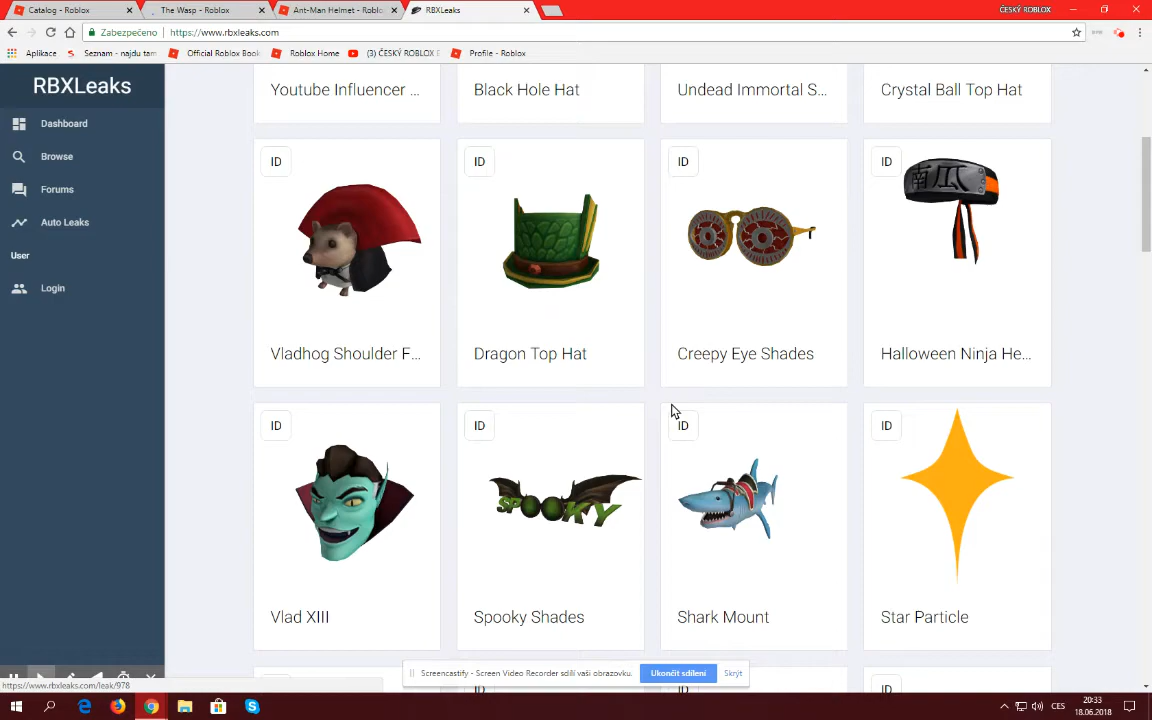 Catalog - Roblox
The Wasp - Roblox
Ant-Man Helmet - Roblo
RBXLeaks
ČESKÝ ROBLOX
Zabezpečeno
https://www.rbxleaks.com
Aplikace
Seznam - najdu tam
Official Roblox Book
Roblox Home
(3) ČESKÝ ROBLOX E
Profile - Roblox
RBXLeaks
Dashboard
Browse
Forums
Auto Leaks
User
Login
Youtube Influencer ...
Black Hole Hat
Undead Immortal S...
Crystal Ball Top Hat
ID
ID
ID
ID
南瓜
Vladhog Shoulder F...
Dragon Top Hat
Creepy Eye Shades
Halloween Ninja He...
ID
ID
ID
ID
SPOOKY
Vlad XIII
Spooky Shades
Shark Mount
Star Particle
ID
ID
ID
Screencastify - Screen Video Recorder sdílí vaši obrazovku.
Ukončit sdílení
Skrýt
https://www.rbxleaks.com/leak/978
CES
20:33
18.06.2018